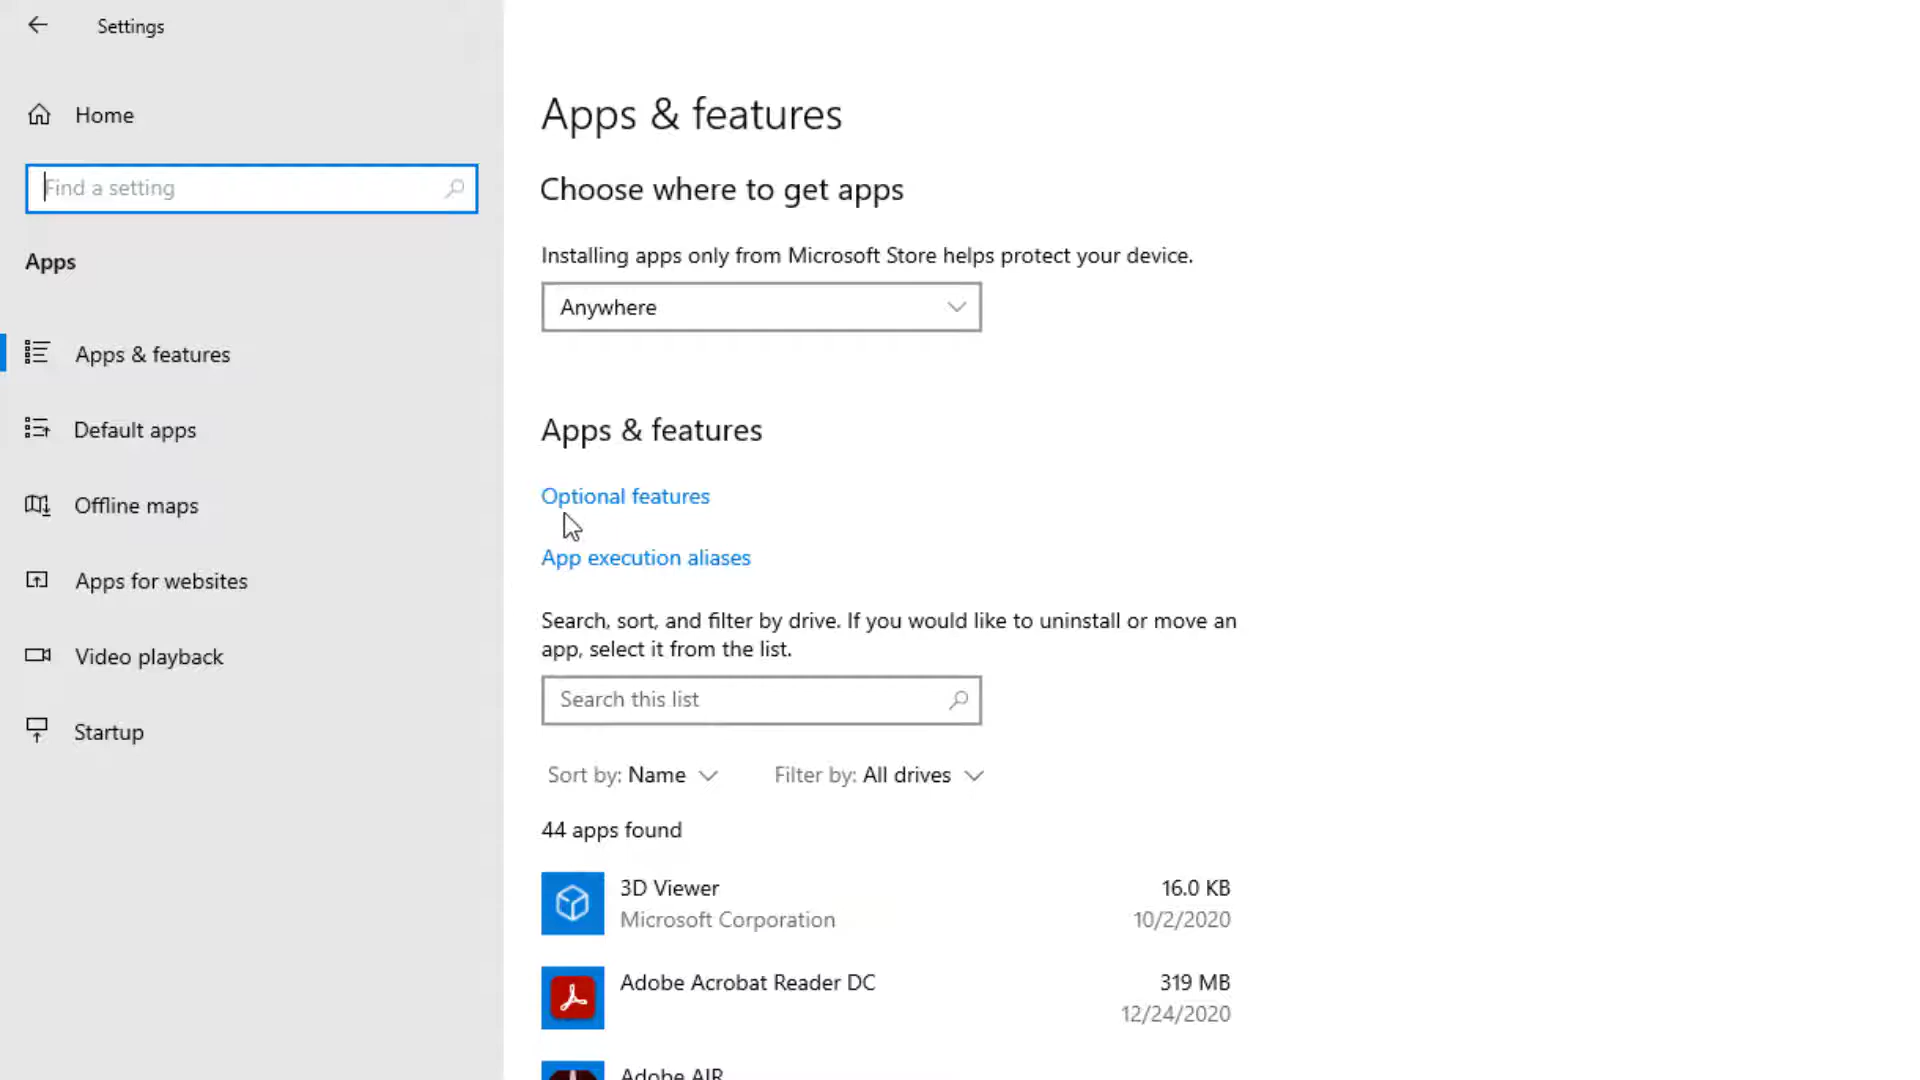 Settings
Home
Find a setting
Apps
Apps & features
Default apps
Offline maps
Apps for websites
Video playback
Startup
Apps & features
Choose where to get apps
Installing apps only from Microsoft Store helps protect your device.
Anywhere
Apps & features
Optional features
App execution aliases
Search, sort, and filter by drive. If you would like to uninstall or move an
app, select it from the list.
Search this list
Sort by: Name Filter by: All drives
44 apps found
3D Viewer 16.0 KB
Microsoft Corporation 10/2/2020
Adobe Acrobat Reader DC 319 MB
12/24/2020
Adobe AIR